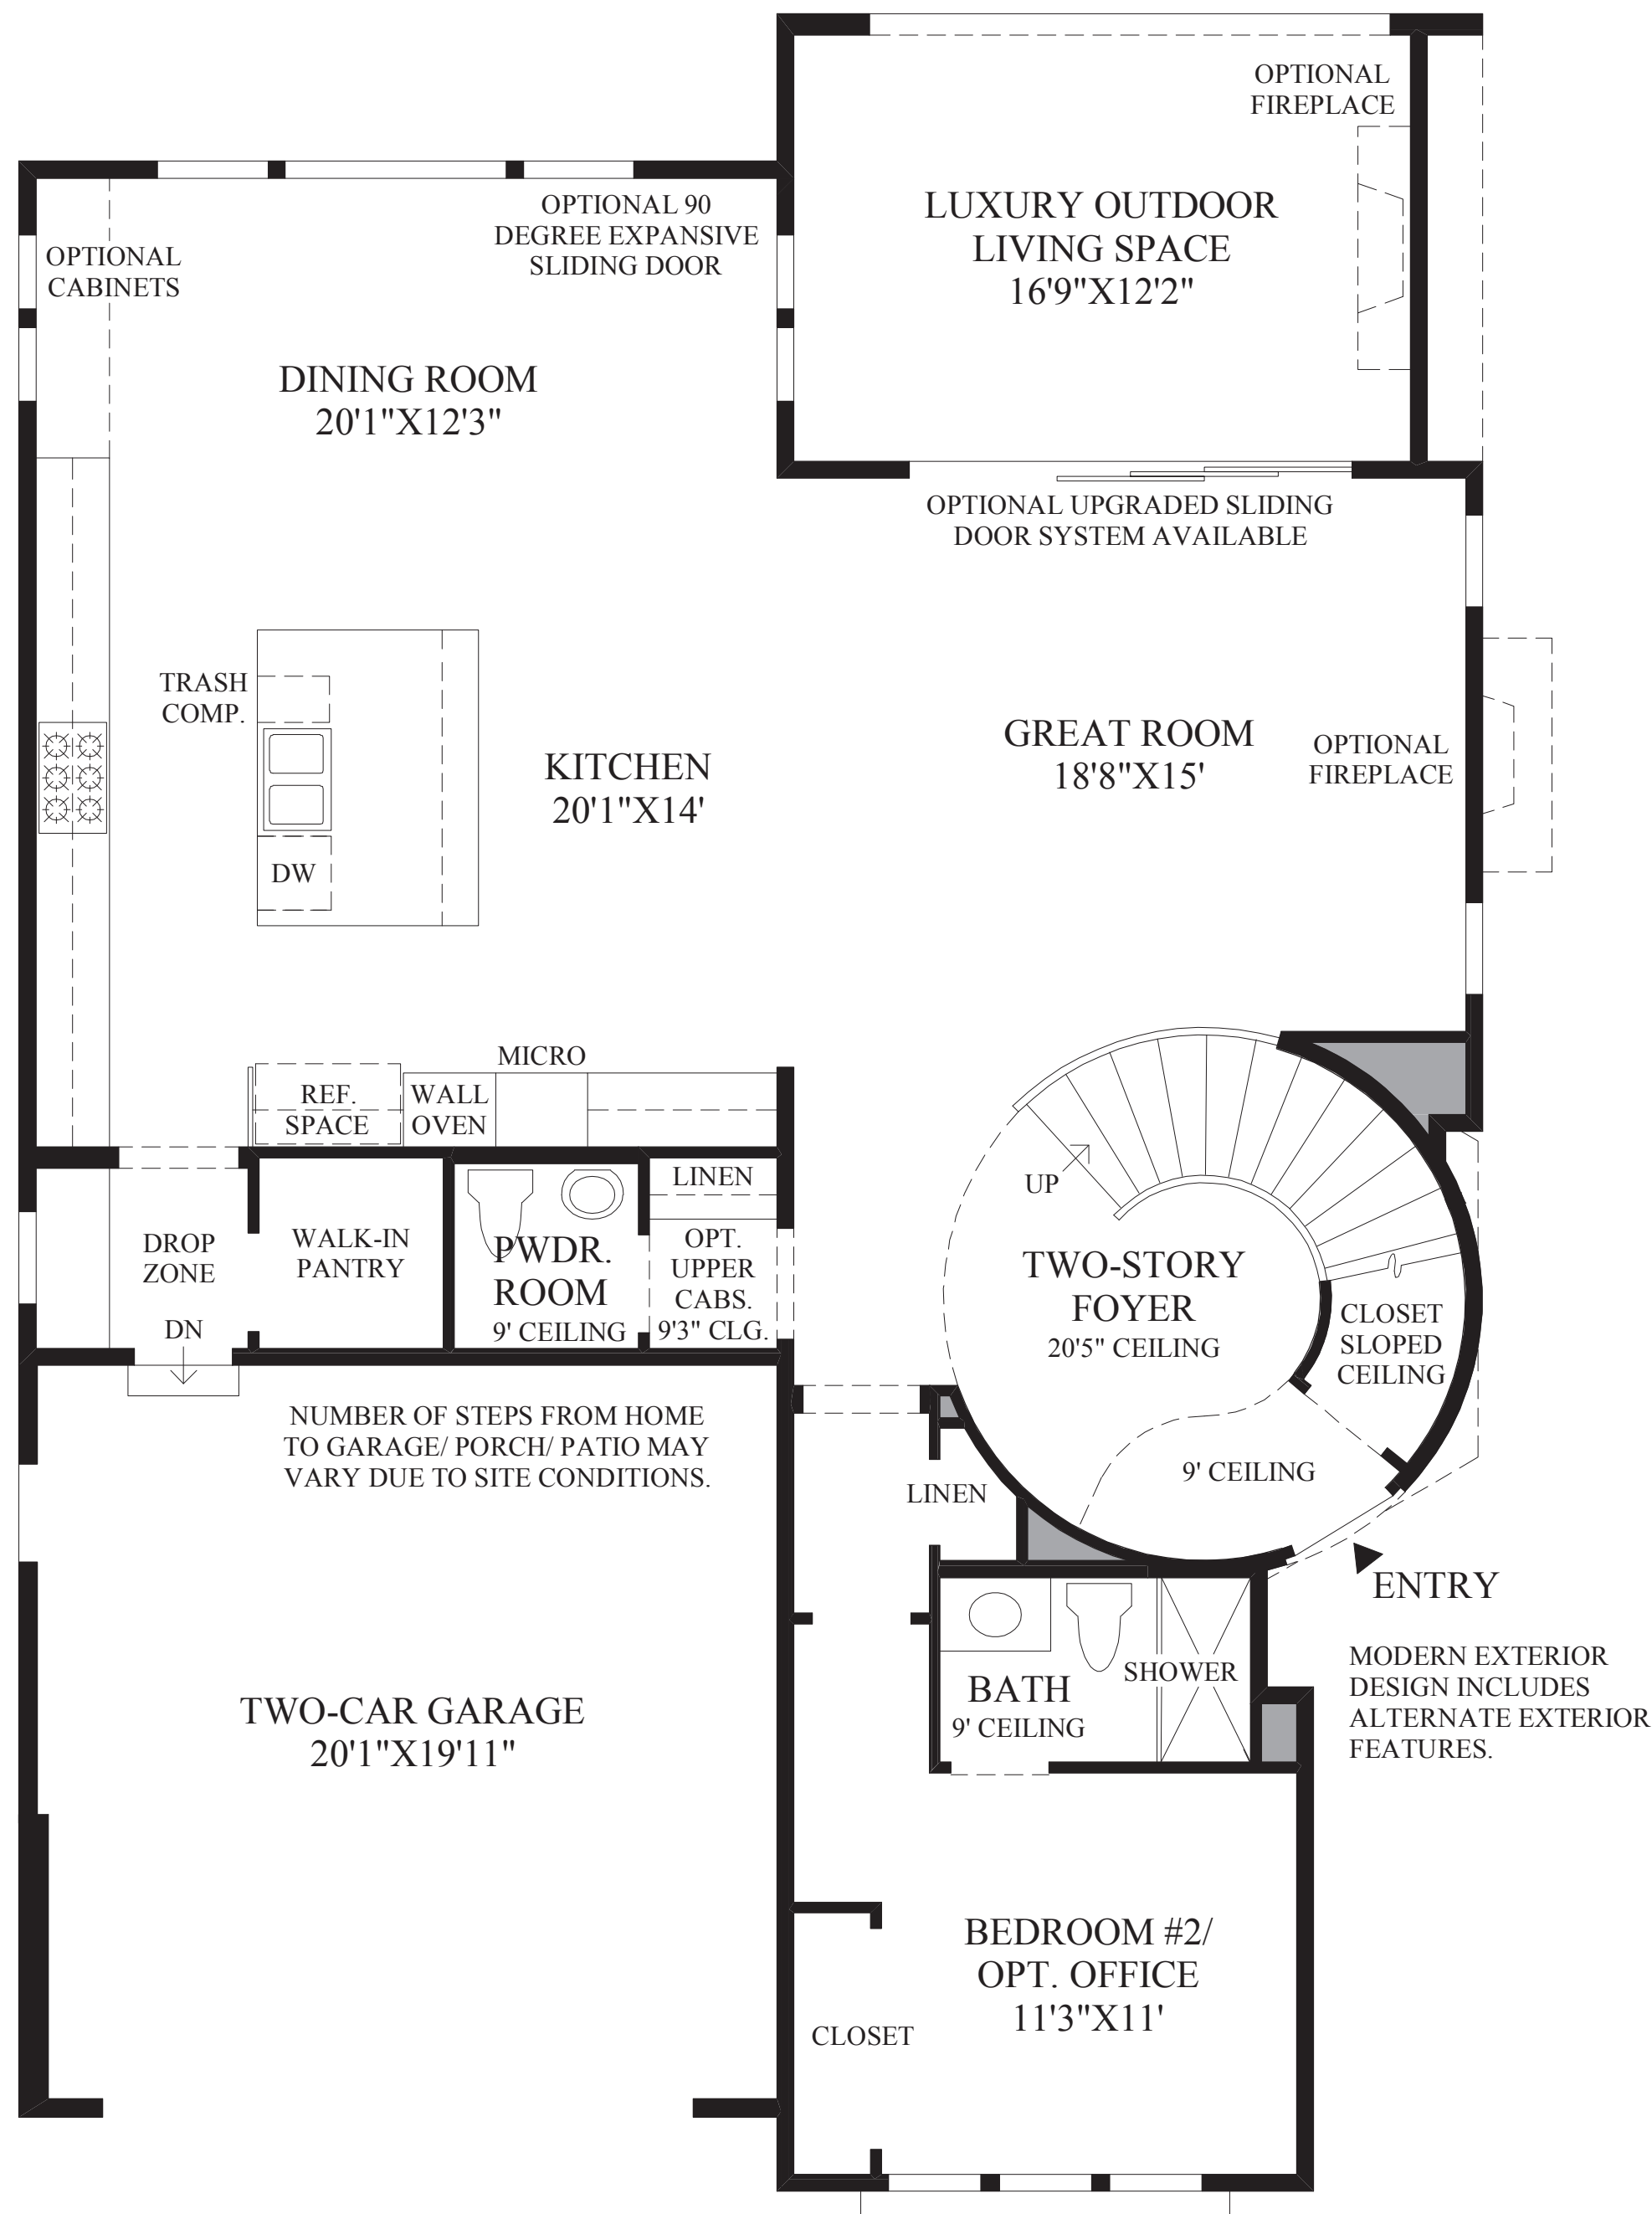 OPTIONAL
FIREPLACE
LUXURY OUTDOOR
LIVING SPACE
16'9"X12'2"
OPTIONAL 90
DEGREE EXPANSIVE
SLIDING DOOR
OPTIONAL
CABINETS
DINING ROOM
20'1"X12'3"
OPTIONAL UPGRADED SLIDING
DOOR SYSTEM AVAILABLE
TRASH
COMP.
KITCHEN
20'1"X14'
GREAT ROOM
18'8"X15'
OPTIONAL
FIREPLACE
DW
MICRO
REF.
SPACE
WALL
OVEN
LINEN
UP
DROP
ZONE
DN
WALK-IN
PANTRY
PWDR.
ROOM
9' CEILING
OPT.
UPPER
CABS.
9'3" CLG.
TWO-STORY
FOYER
20'5" CEILING
CLOSET
SLOPED
CEILING
NUMBER OF STEPS FROM HOME
TO GARAGE/ PORCH/ PATIO MAY
VARY DUE TO SITE CONDITIONS.
9' CEILING
LINEN
ENTRY
MODERN EXTERIOR
DESIGN INCLUDES
ALTERNATE EXTERIOR
FEATURES.
SHOWER
BATH
9' CEILING
TWO-CAR GARAGE
20'1"X19'11"
BEDROOM #2/
OPT. OFFICE
11'3"X11'
CLOSET